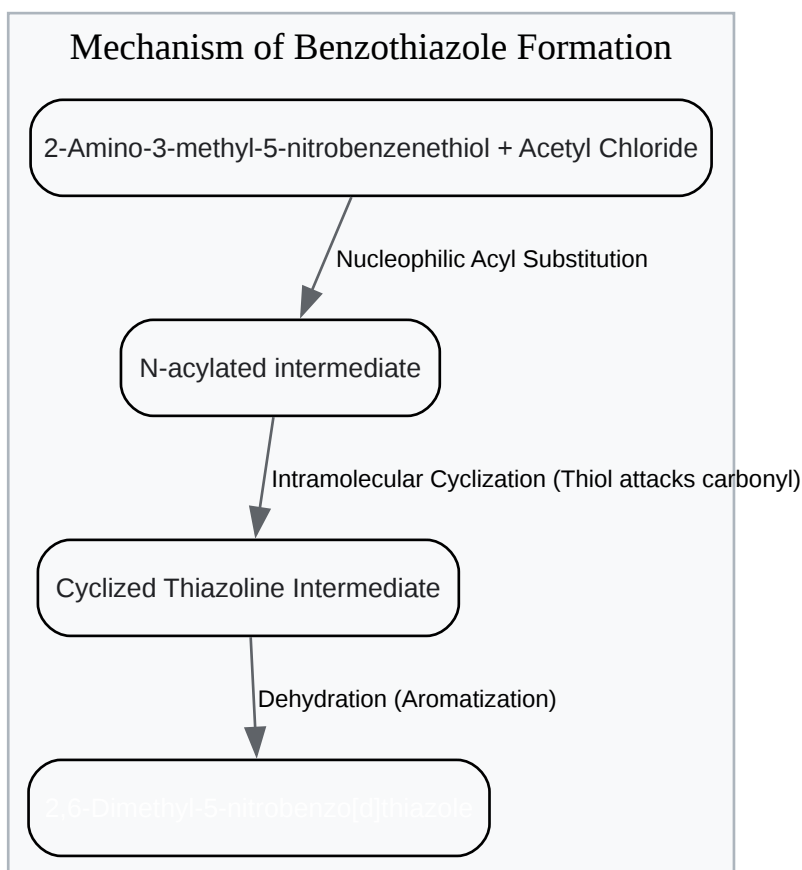 Mechanism of Benzothiazole Formation
2-Amino-3-methyl-5-nitrobenzenethiol + Acetyl Chloride
Nucleophilic Acyl Substitution
N-acylated intermediate
Intramolecular Cyclization (Thiol attacks carbonyl)
Cyclized Thiazoline Intermediate
Dehydration (Aromatization)
2,6-Dimethyl-5-nitrobenzo[d]thiazole